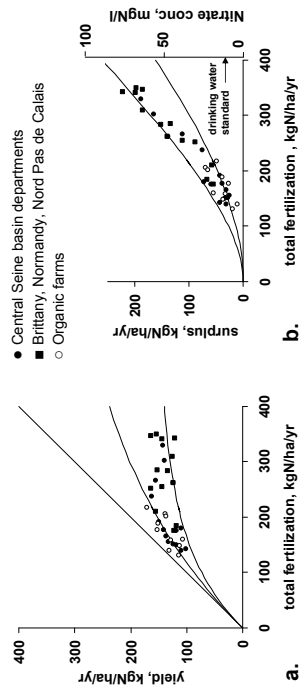 ● Central Seine basin departments
■ Brittany, Normandy, Nord Pas de Calais
○ Organic farms
400
300
200
100
0
yield, kgN/ha/yr
0
100
200
300
400
total fertilization, kgN/ha/yr
a.
200
100
0
surplus, kgN/ha/yr
0
100
200
300
400
total fertilization, kgN/ha/yr
100
50
10
0
Nitrate conc, mgN/l
drinking water
standard
b.